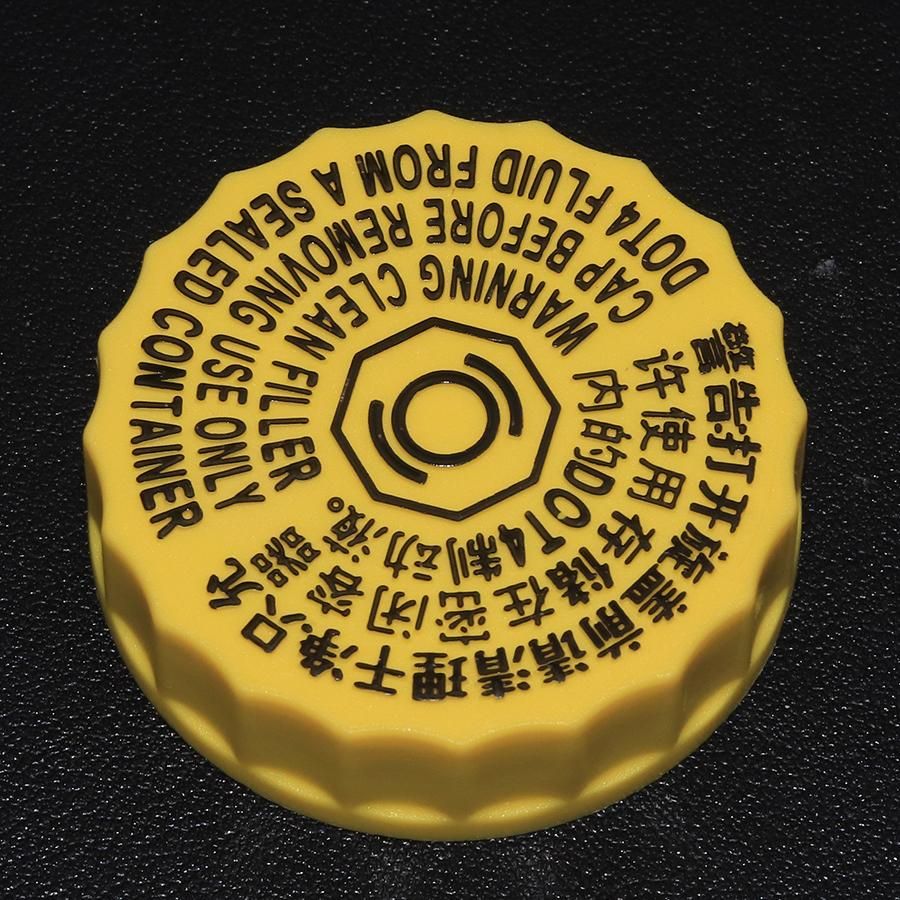 WARNING CLEAN FILLER
CAP BEFORE REMOVING USE ONLY
DOT4 FLUID FROM A SEALED CONTAINER
警告:打开旋盖前请清理干净,只允
许使用存储在密闭容器
内的DOT4制动液。